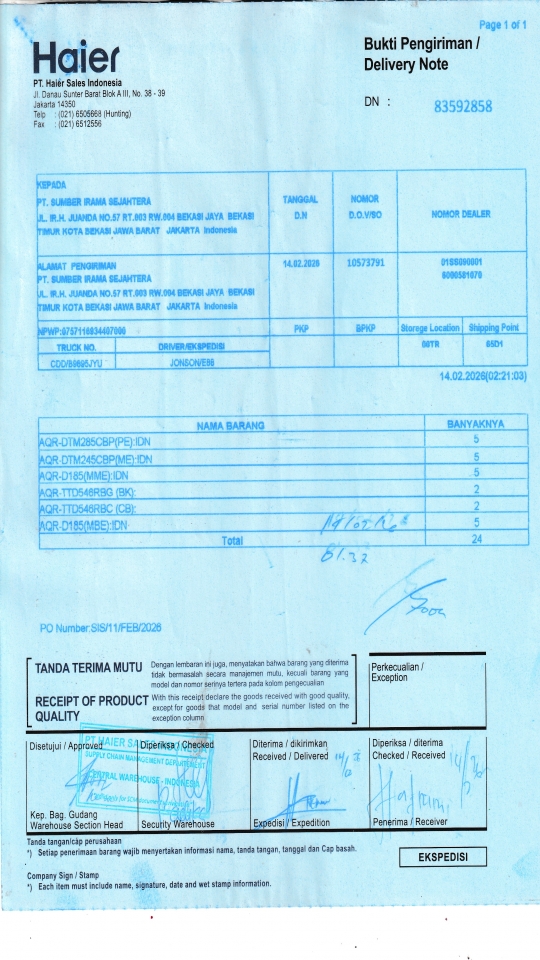 Page 1 of 1
Haier
Bukti Pengiriman /
Delivery Note
PT. Haier Sales Indonesia
Jl. Danau Sunter Barat Blok A III, No. 38 - 39
Jakarta 14350
Telp : (021) 6505668 (Hunting)
Fax : (021) 6512556
DN : 83592858
KEPADA
PT. SUMBER IRAMA SEJAHTERA
JL. IR.H. JUANDA NO.57 RT.003 RW.004 BEKASI JAYA BEKASI
TIMUR KOTA BEKASI JAWA BARAT JAKARTA Indonesia
TANGGAL
D.N
NOMOR
D.O.V/SO
NOMOR DEALER
ALAMAT PENGIRIMAN
PT. SUMBER IRAMA SEJAHTERA
JL. IR.H. JUANDA NO.57 RT.003 RW.004 BEKASI JAYA BEKASI
TIMUR KOTA BEKASI JAWA BARAT JAKARTA Indonesia
14.02.2026
10573791
PKP
BPKP
Storage Location
Shipping Point
TRUCK NO.
DRIVER/EKSPEDISI
14.02.2026(02:21:03)
NAMA BARANG BANYAKNYA
AQR-DTM285CBP(PE):IDN 5
AQR-DTM245CBP(ME):IDN 5
AQR-D185(MME):IDN 5
AQR-TTD546RBG (BK): 2
AQR-TTD546RBC (CB): 2
AQR-D185(MBE):IDN 5
Total 24
PO Number:SIS/11/FEB/2026
TANDA TERIMA MUTU
Dengan lembaran ini juga, menyatakan bahwa barang yang diterima
tidak bermasalah secara manajemen mutu, kecuali barang yang
model dan nomor serinya tertera pada kolom pengecualian
RECEIPT OF PRODUCT
QUALITY
With this receipt declare the goods received with good quality,
except for goods that model and serial number listed on the
exception column
Perkecualian /
Exception
Disetujui / Approved
Diperiksa / Checked
Diterima / dikirimkan
Received / Delivered
Diperiksa / diterima
Checked / Received
PT HAIER SALES INDONESIA
SUPPLY CHAIN MANAGEMENT DEPARTEMENT
CENTRAL WAREHOUSE - INDONESIA
Kep. Bag. Gudang
Warehouse Section Head
Security Warehouse
Expedisi / Expedition
Penerima / Receiver
Tanda tangan/cap perusahaan
*) Setiap penerimaan barang wajib menyertakan informasi nama, tanda tangan, tanggal dan Cap basah.
EKSPEDISI
Company Sign / Stamp
*) Each item must include name, signature, date and wet stamp information.